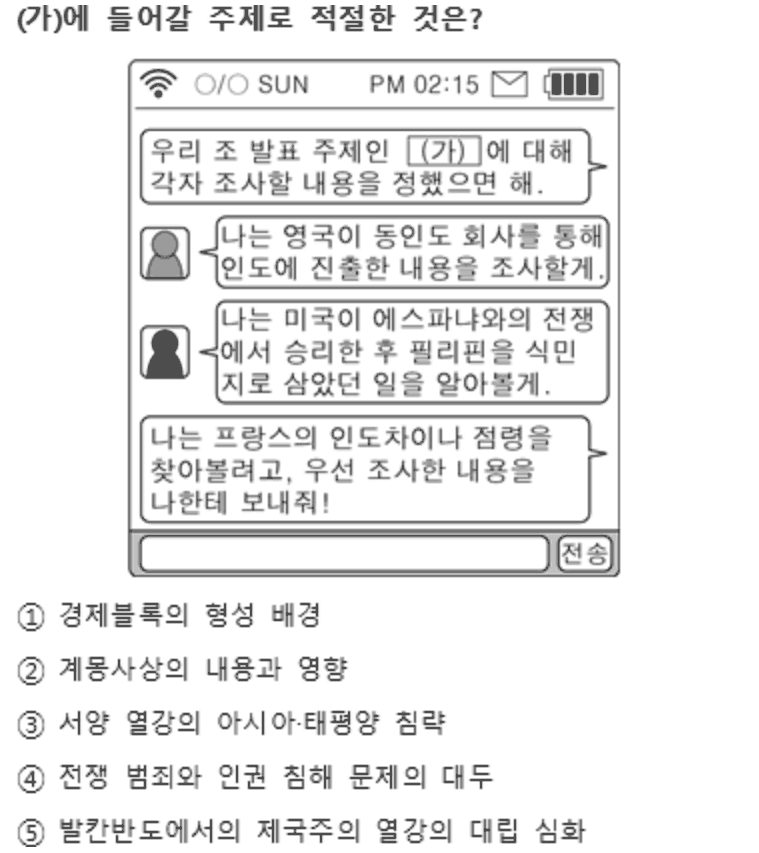 (가)에 들어갈 주제로 적절한 것은?
○/○ SUN PM 02:15
우리 조 발표 주제인 (가)에 대해
각자 조사할 내용을 정했으면 해.
나는 영국이 동인도 회사를 통해
인도에 진출한 내용을 조사할게.
나는 미국이 에스파냐와의 전쟁
에서 승리한 후 필리핀을 식민
지로 삼았던 일을 알아볼게.
나는 프랑스의 인도차이나 점령을
찾아볼려고, 우선 조사한 내용을
나한테 보내줘!
전송
① 경제블록의 형성 배경
② 계몽사상의 내용과 영향
③ 서양 열강의 아시아·태평양 침략
④ 전쟁 범죄와 인권 침해 문제의 대두
⑤ 발칸반도에서의 제국주의 열강의 대립 심화